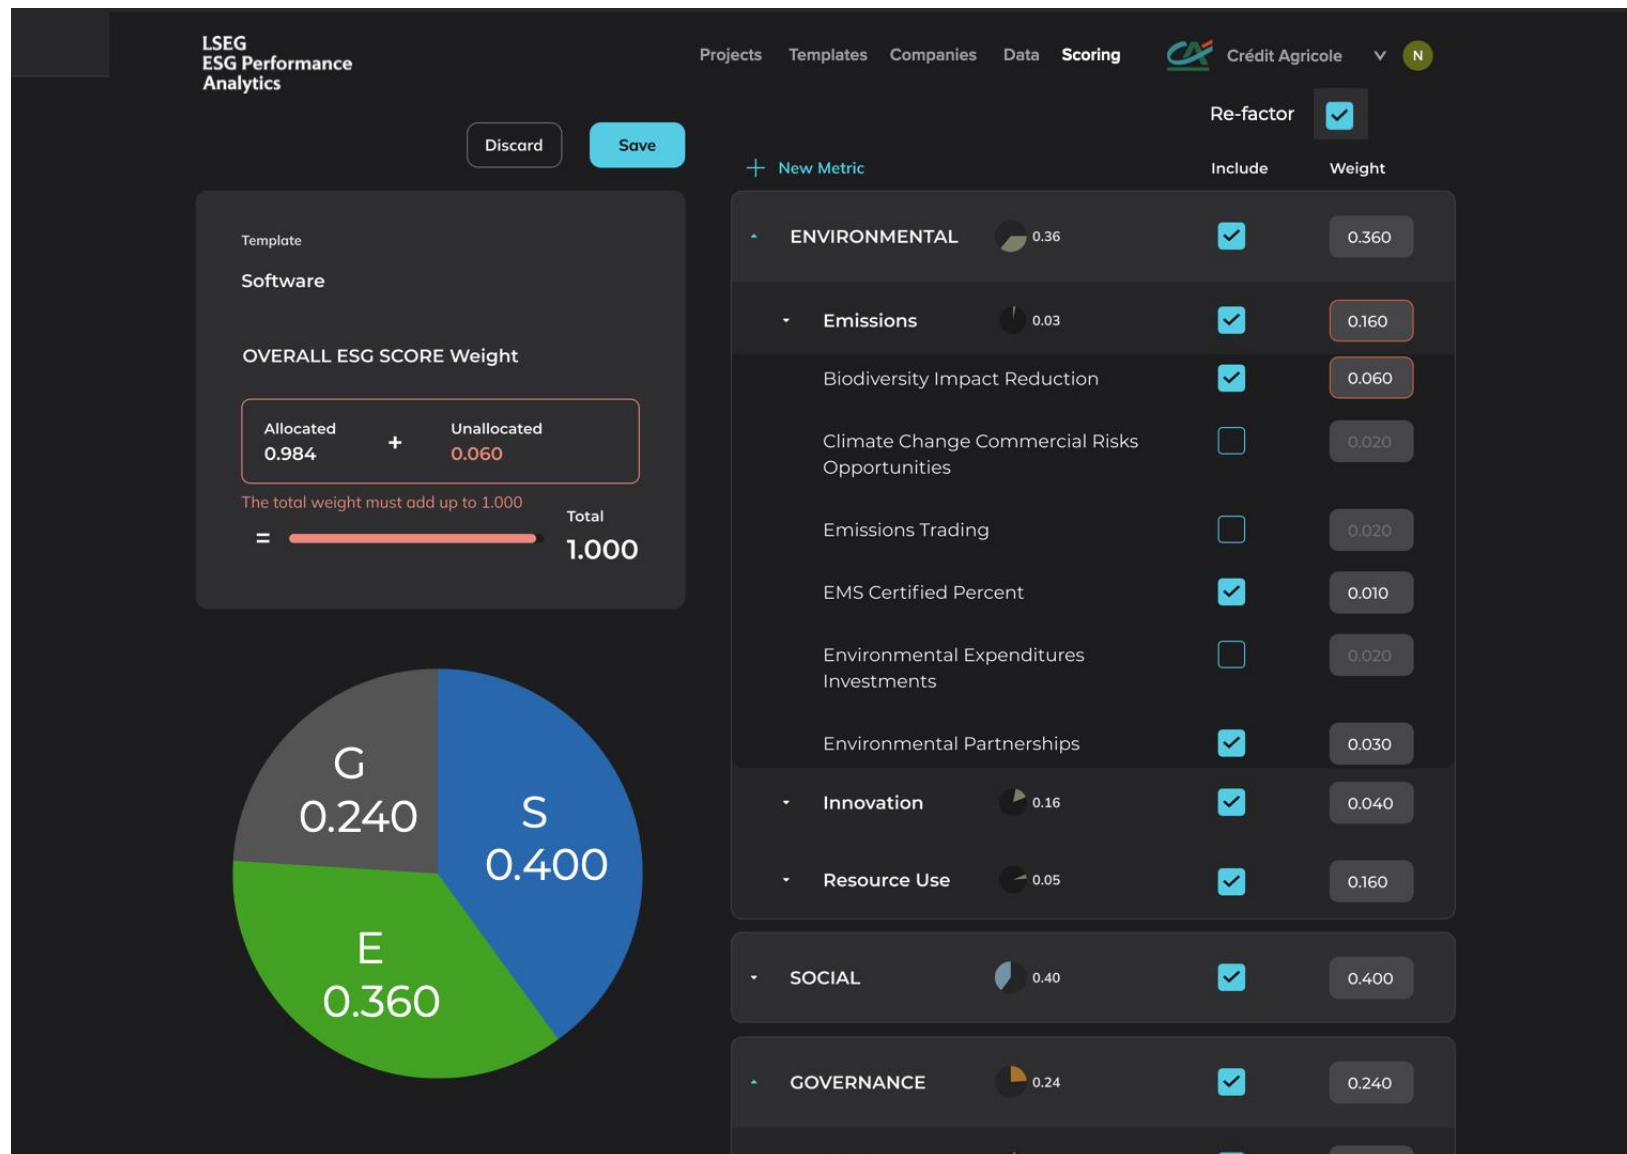 LSEG
ESG Performance
Analytics
Projects Templates Companies Data Scoring Crédit Agricole N
Re-factor
Discard Save
New Metric Include Weight
Template
Software
OVERALL ESG SCORE Weight
Allocated + Unallocated
0.984 0.060
The total weight must add up to 1.000
Total
= 1.000
G
0.240
S
0.400
E
0.360
ENVIRONMENTAL 0.36 0.360
Emissions 0.03 0.160
Biodiversity Impact Reduction 0.060
Climate Change Commercial Risks 0.020
Opportunities
Emissions Trading 0.020
EMS Certified Percent 0.010
Environmental Expenditures 0.020
Investments
Environmental Partnerships 0.030
Innovation 0.16 0.040
Resource Use 0.05 0.160
SOCIAL 0.40 0.400
GOVERNANCE 0.24 0.240